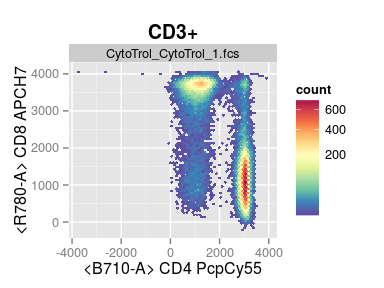 CD3+
CytoTrol_CytoTrol_1.fcs
<R780-A> CD8 APCH7
4000
3000
2000
1000
0
-4000 -2000 0 2000 4000
<B710-A> CD4 PcpCy55
count
600
400
200